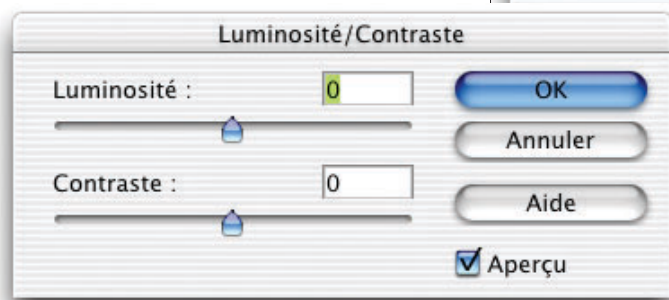 Luminosité/Contraste
Luminosité : 0
OK
Annuler
Contraste : 0
Aide
Aperçu